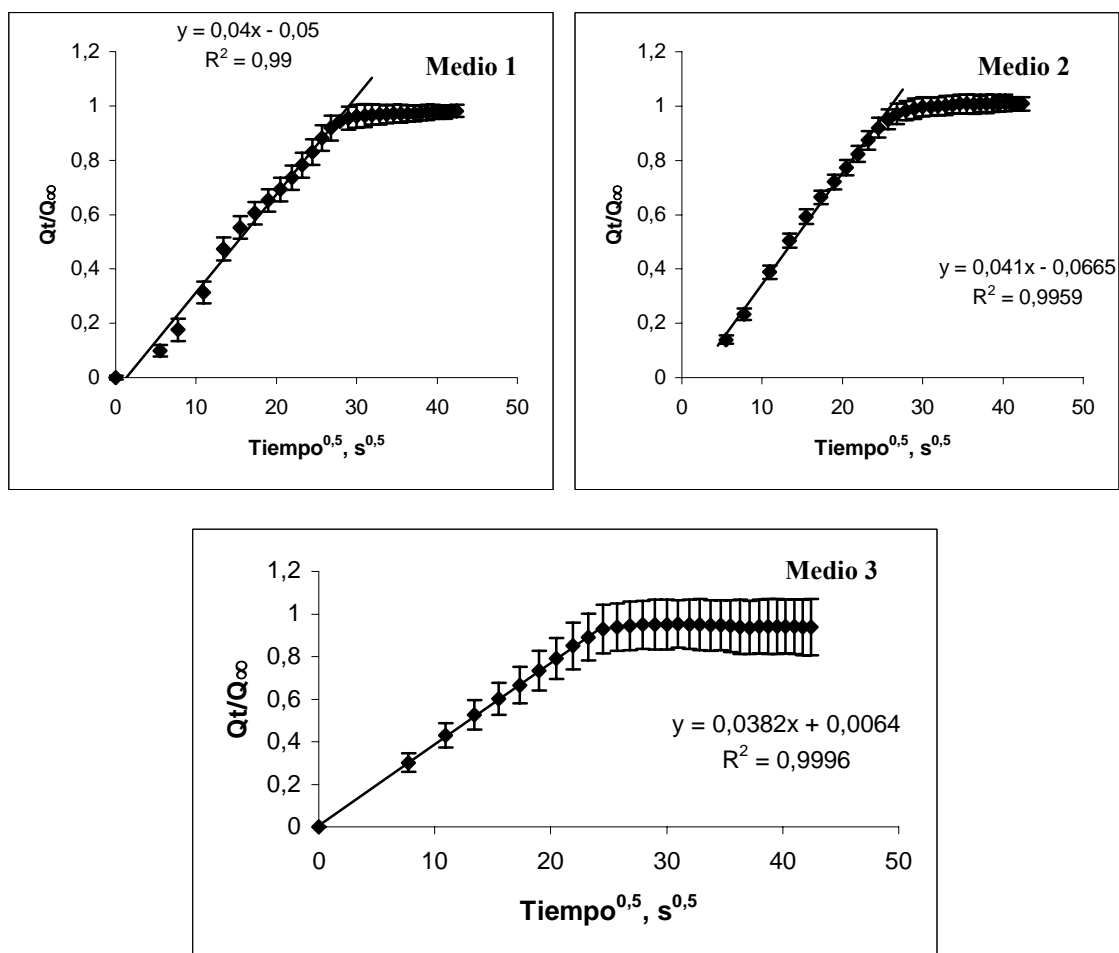 y = 0,04x - 0,05
R² = 0,99
Medio 1
1,2
1
0,8
0,6
0,4
0,2
0
Qt/Q∞
0 10 20 30 40 50
Tiempo^0,5, s^0,5
Medio 2
1,2
1
0,8
0,6
0,4
0,2
0
Qt/Q∞
y = 0,041x - 0,0665
R² = 0,9959
0 10 20 30 40 50
Tiempo^0,5, s^0,5
Medio 3
1,2
1
0,8
0,6
0,4
0,2
0
Qt/Q∞
y = 0,0382x + 0,0064
R² = 0,9996
0 10 20 30 40 50
Tiempo^0,5, s^0,5